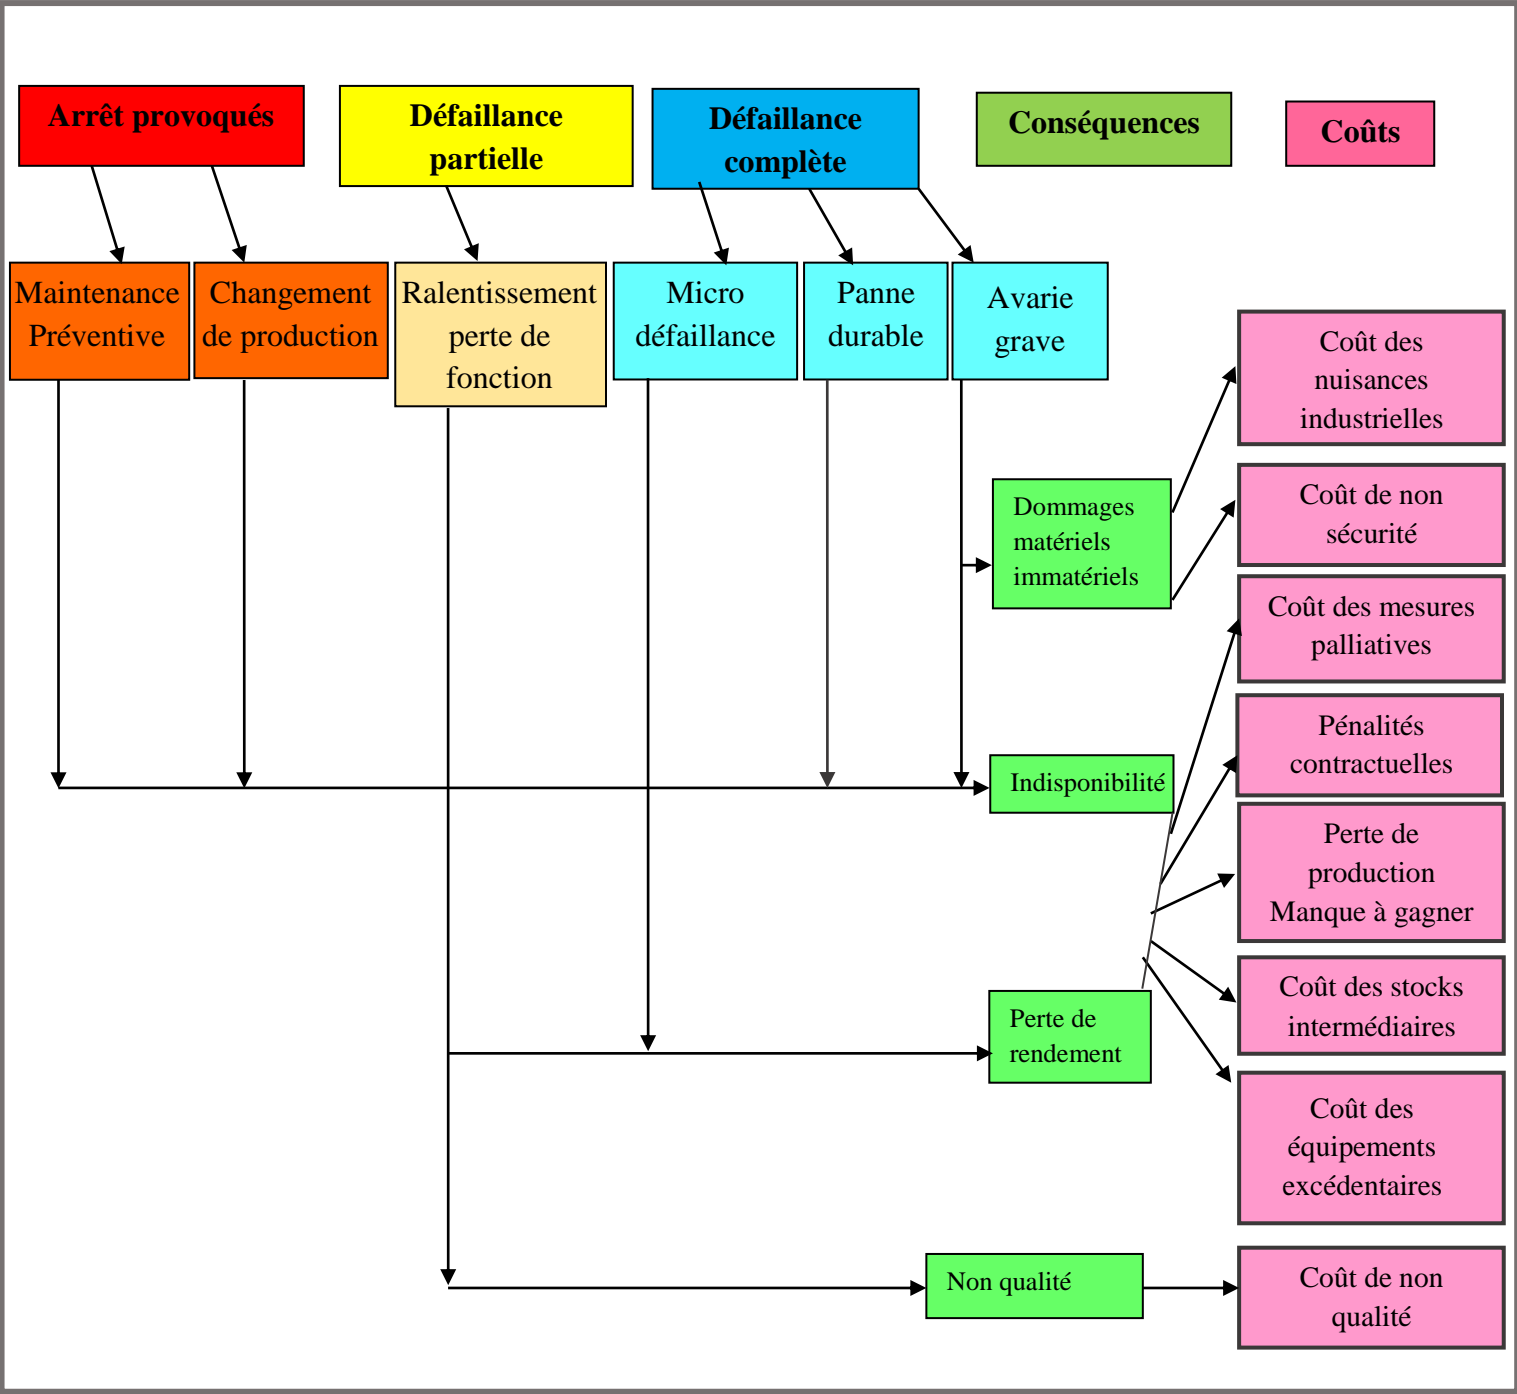 Arrêt provoqués
Défaillance
partielle
Défaillance
complète
Conséquences
Coûts
Maintenance
Préventive
Changement
de production
Ralentissement
perte de
fonction
Micro
défaillance
Panne
durable
Avarie
grave
Coût des
nuisances
industrielles
Dommages
matériels
immatériels
Coût de non
sécurité
Coût des mesures
palliatives
Pénalités
contractuelles
Indisponibilité
Perte de
production
Manque à gagner
Coût des stocks
intermédiaires
Perte de
rendement
Coût des
équipements
excédentaires
Non qualité
Coût de non
qualité